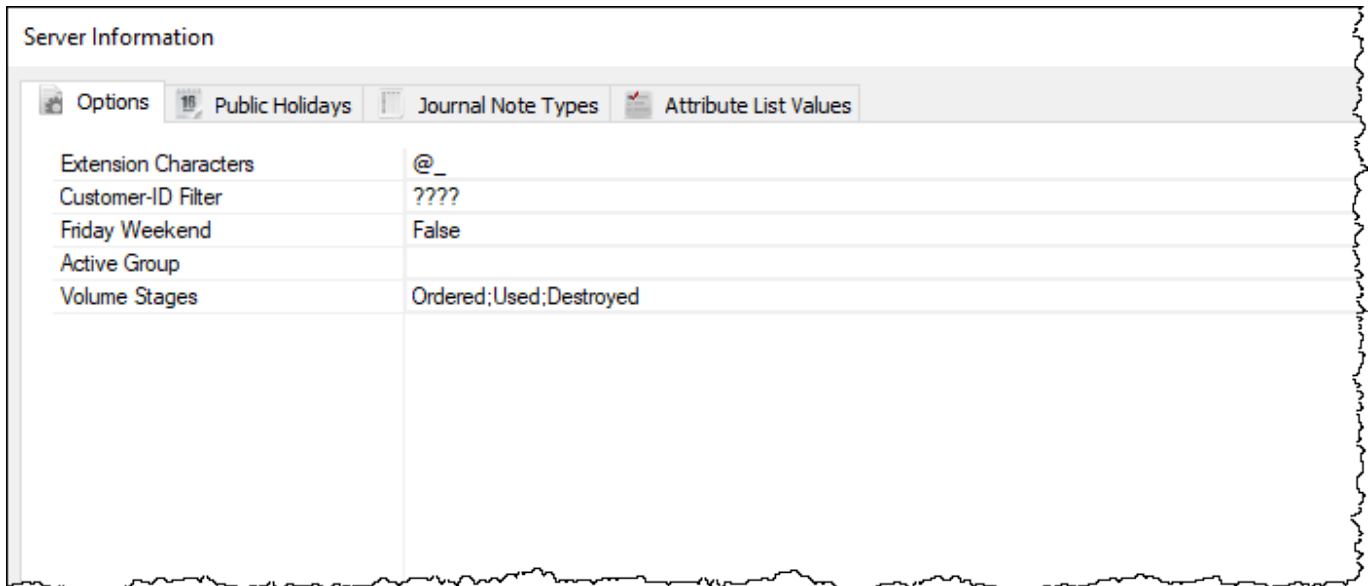 Server Information
Options Public Holidays Journal Note Types Attribute List Values
Extension Characters @_
Customer-ID Filter ????
Friday Weekend False
Active Group
Volume Stages Ordered;Used;Destroyed